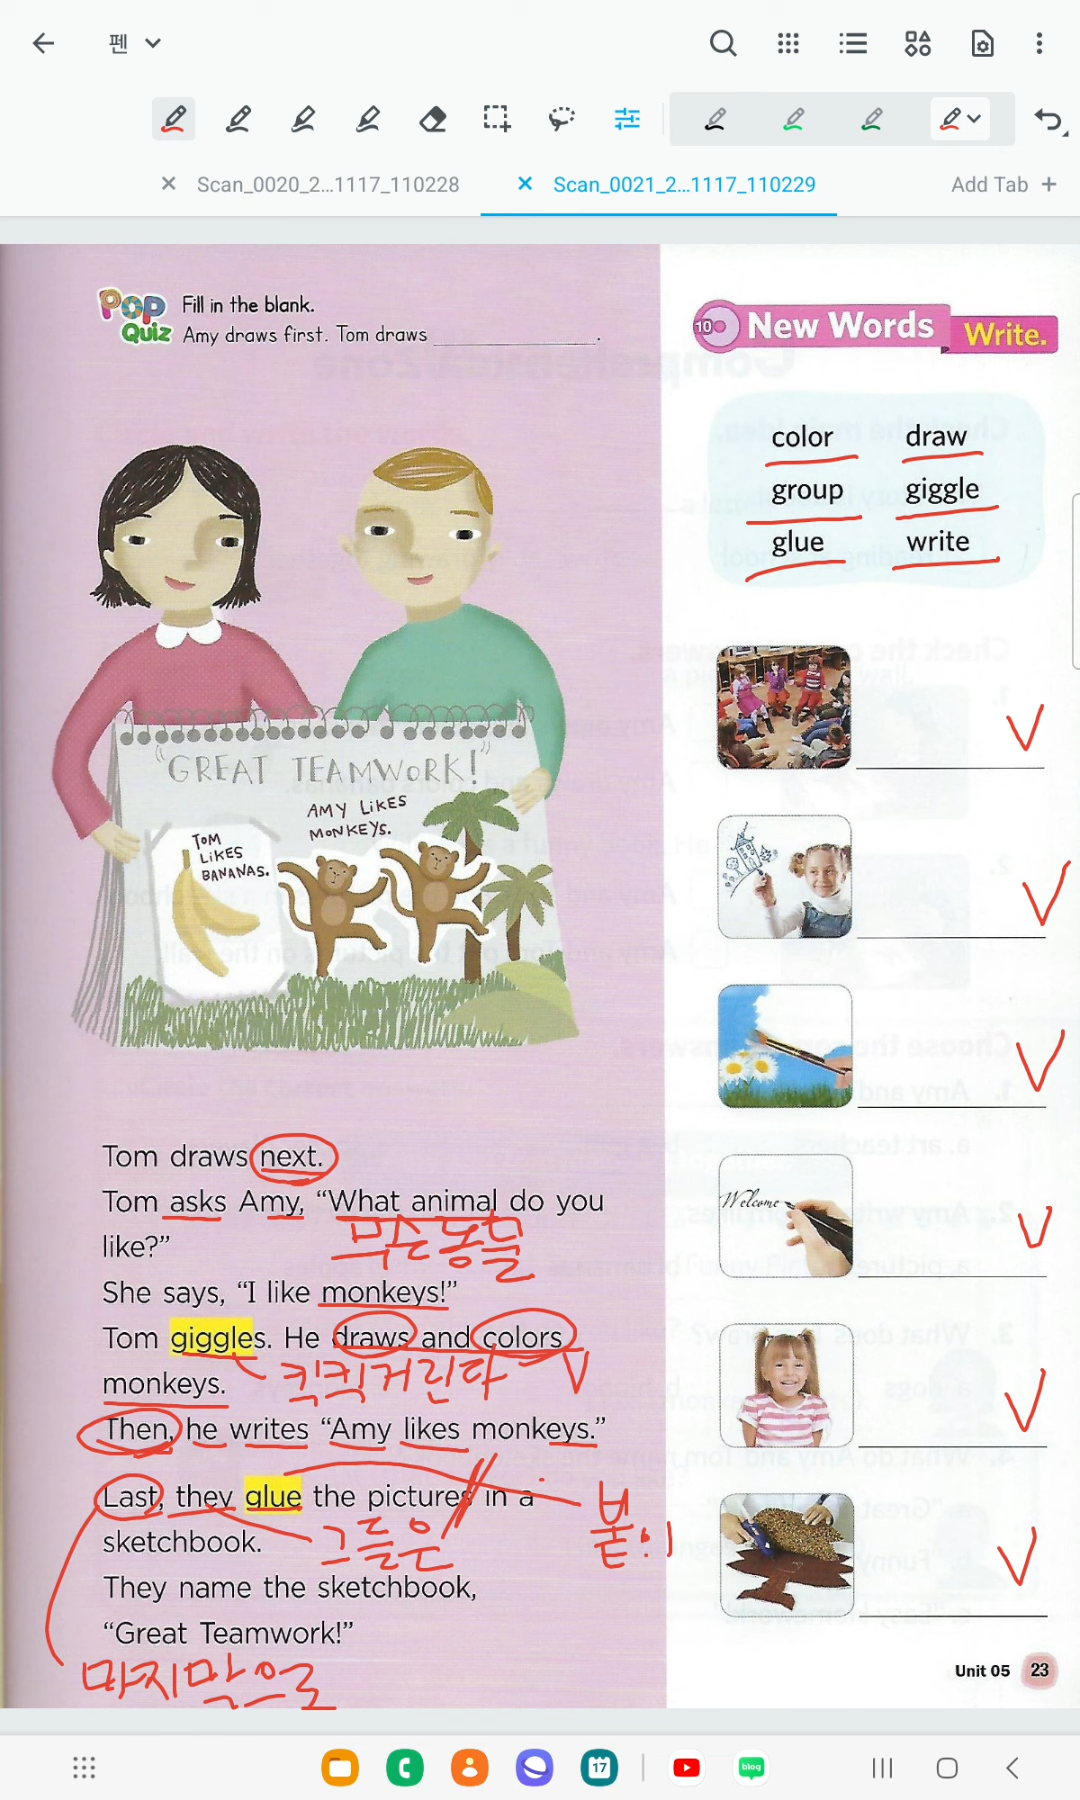 펜
Scan_0020_2...1117_110228
Scan_0021_2...1117_110229
Add Tab +
Pop Quiz
Fill in the blank.
Amy draws first. Tom draws ____________.
"GREAT TEAMWORK!"
AMY LIKES
MONKEYS.
TOM
LIKES
BANANAS.
Tom draws next.
Tom asks Amy, “What animal do you
무슨 동물
like?”
She says, “I like monkeys!”
Tom giggles. He draws and colors
킥킥거린다
monkeys.
Then, he writes “Amy likes monkeys.”
Last, they glue the pictures in a
붙이
sketchbook.
그들은
They name the sketchbook,
“Great Teamwork!”
마지막으로
10
New Words
Write.
color draw
group giggle
glue write
Welcome
Unit 05 23
17
blog